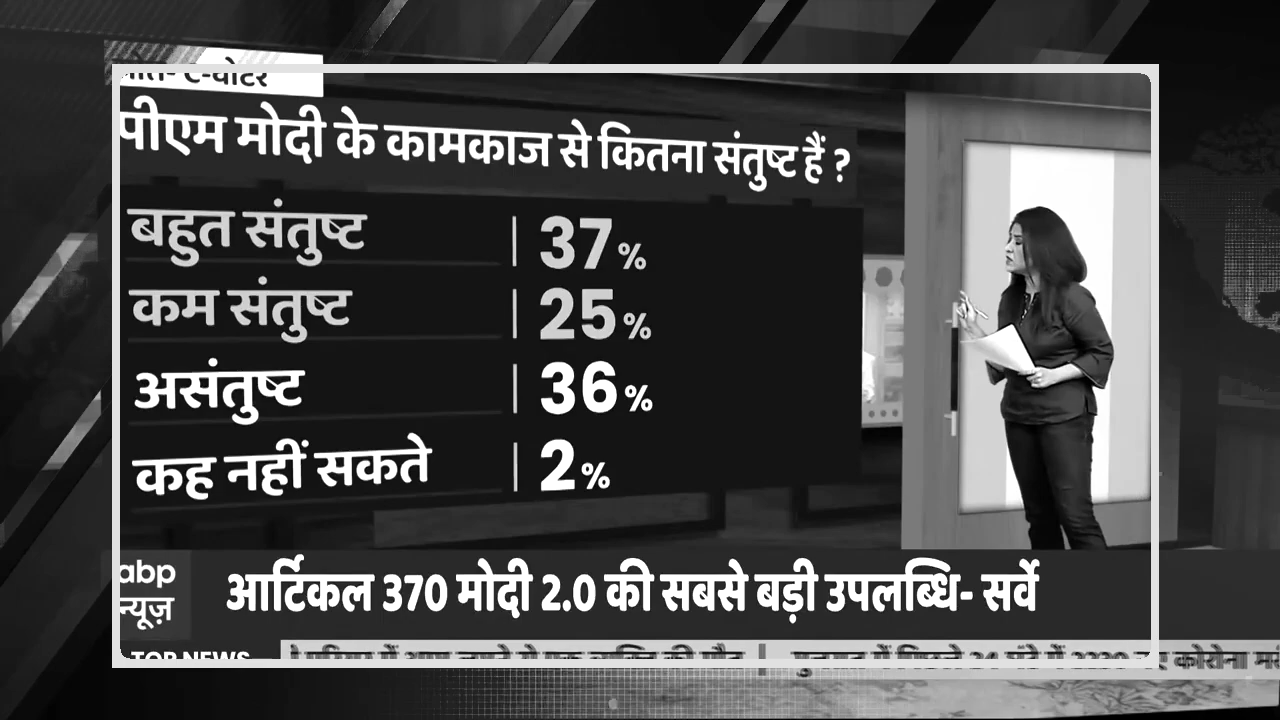 C-वोटर
पीएम मोदी के कामकाज से कितना संतुष्ट हैं ?
बहुत संतुष्ट 37%
कम संतुष्ट 25%
असंतुष्ट 36%
कह नहीं सकते 2%
abp
न्यूज़
आर्टिकल 370 मोदी 2.0 की सबसे बड़ी उपलब्धि- सर्वे
TOP NEWS